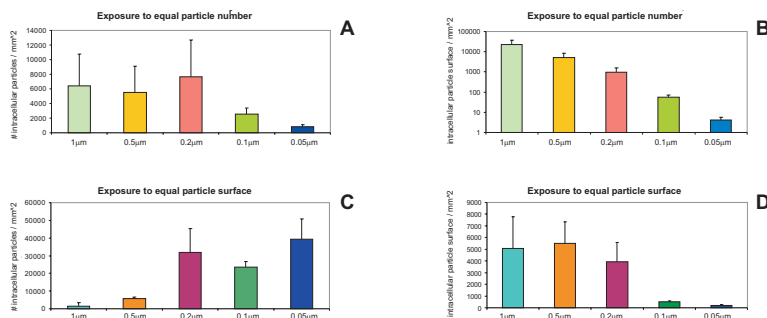 Exposure to equal particle number
A
# intracellular particles / mm^2
14000
12000
10000
8000
6000
4000
2000
0
1μm
0.5μm
0.2μm
0.1μm
0.05μm
Exposure to equal particle number
B
intracellular particle surface / mm^2
100000
10000
1000
100
10
1
1μm
0.5μm
0.2μm
0.1μm
0.05μm
Exposure to equal particle surface
C
# intracellular particles / mm^2
60000
50000
40000
30000
20000
10000
0
1μm
0.5μm
0.2μm
0.1μm
0.05μm
Exposure to equal particle surface
D
intracellular particle surface / mm^2
9000
8000
7000
6000
5000
4000
3000
2000
1000
0
1μm
0.5μm
0.2μm
0.1μm
0.05μm